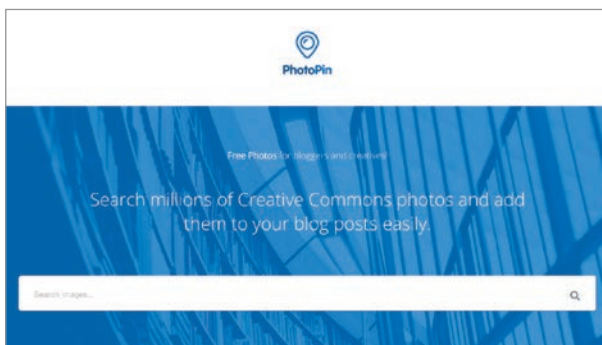 PhotoPin
Free Photos for bloggers and creatives!
Search millions of Creative Commons photos and add
them to your blog posts easily.
Search images...